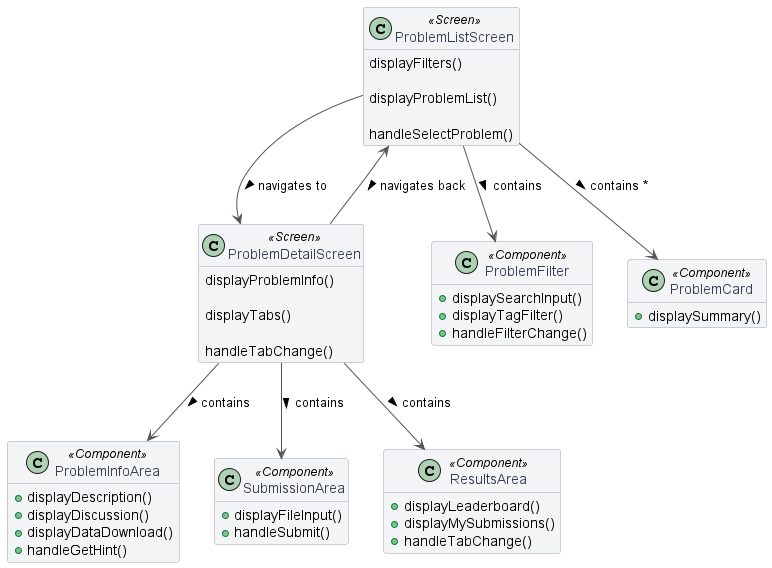 «Screen»
C ProblemListScreen
displayFilters()
displayProblemList()
handleSelectProblem()
navigates to
navigates back
contains
contains *
«Screen»
C ProblemDetailScreen
displayProblemInfo()
displayTabs()
handleTabChange()
«Component»
C ProblemFilter
displaySearchInput()
displayTagFilter()
handleFilterChange()
«Component»
C ProblemCard
displaySummary()
contains
contains
contains
«Component»
C ProblemInfoArea
displayDescription()
displayDiscussion()
displayDataDownload()
handleGetHint()
«Component»
C SubmissionArea
displayFileInput()
handleSubmit()
«Component»
C ResultsArea
displayLeaderboard()
displayMySubmissions()
handleTabChange()